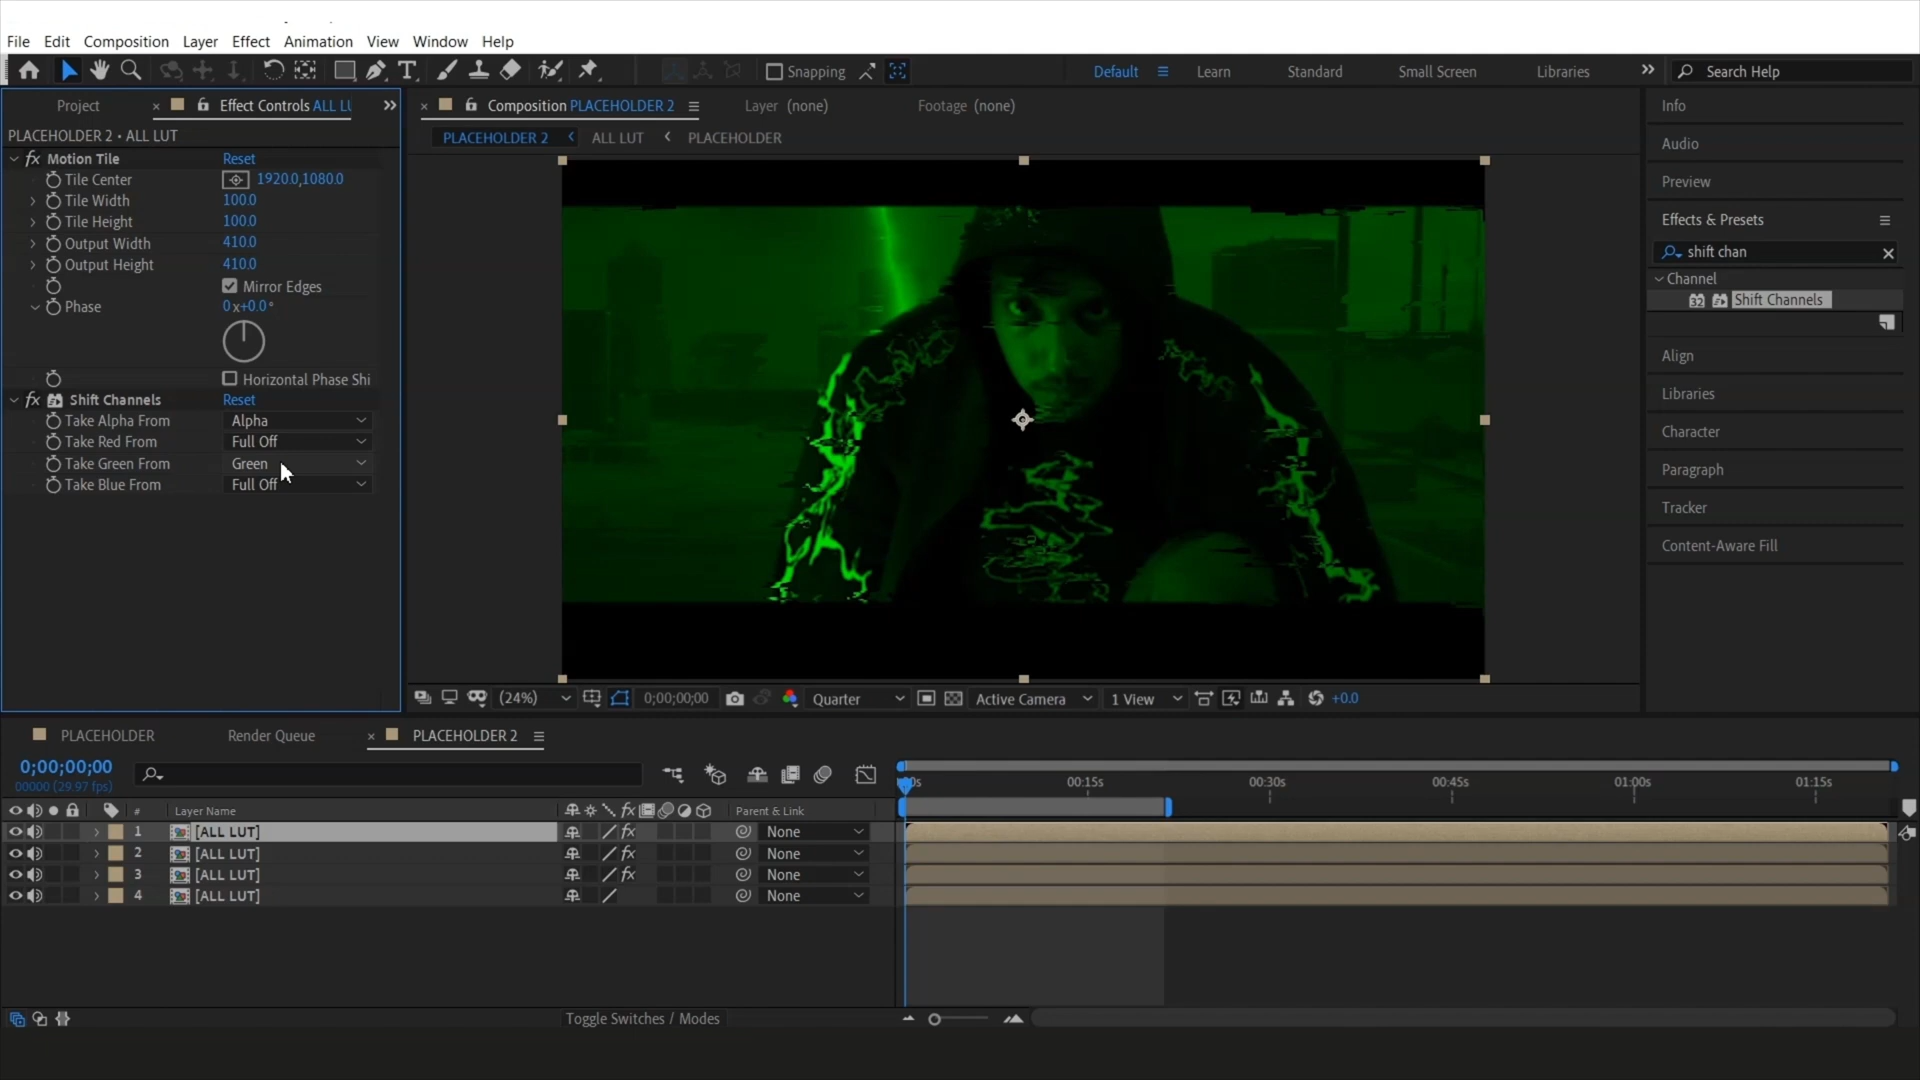 File Edit Composition Layer Effect Animation View Window Help
Snapping Default Learn Standard Small Screen Libraries Search Help
Project Effect Controls ALL LU Composition PLACEHOLDER 2 Layer (none) Footage (none) Info
PLACEHOLDER 2 • ALL LUT PLACEHOLDER 2 ALL LUT PLACEHOLDER Audio
Motion Tile Reset
Tile Center 1920.0,1080.0 Preview
Tile Width 100.0
Tile Height 100.0 Effects & Presets
Output Width 410.0 shift chan
Output Height 410.0 Channel
Mirror Edges
Phase 0x+0.0° 32 Shift Channels
Align
Horizontal Phase Shi Libraries
Shift Channels Reset
Take Alpha From Alpha
Take Red From Full Off Character
Take Green From Green Paragraph
Take Blue From Full Off
Tracker
Content-Aware Fill
(24%) 0;00;00;00 Quarter Active Camera 1 View +0.0
PLACEHOLDER Render Queue PLACEHOLDER 2
0;00;00;00
00000 (29.97 fps) 00:15s 00:30s 00:45s 01:00s 01:15s
# Layer Name fx Parent & Link
1 [ALL LUT] fx None
2 [ALL LUT] fx None
3 [ALL LUT] fx None
4 [ALL LUT] None
Toggle Switches / Modes